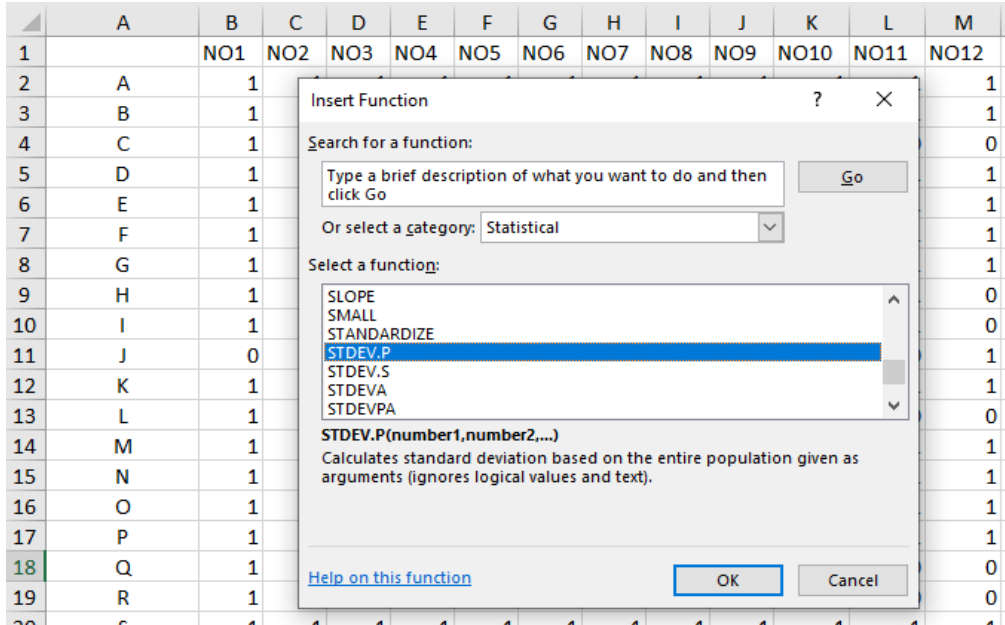 A B C D E F G H I J K L M
1 NO1 NO2 NO3 NO4 NO5 NO6 NO7 NO8 NO9 NO10 NO11 NO12
2 A 1 1
3 B 1 1
4 C 1 0
5 D 1 1
6 E 1 1
7 F 1 1
8 G 1 1
9 H 1 0
10 I 1 0
11 J 0 1
12 K 1 1
13 L 1 0
14 M 1 1
15 N 1 1
16 O 1 1
17 P 1 1
18 Q 1 0
19 R 1 0
Insert Function ?
Search for a function:
Type a brief description of what you want to do and then
click Go
Go
Or select a category: Statistical
Select a function:
SLOPE
SMALL
STANDARDIZE
STDEV.P
STDEV.S
STDEVA
STDEVPA
STDEV.P(number1,number2,...)
Calculates standard deviation based on the entire population given as
arguments (ignores logical values and text).
Help on this function
OK
Cancel